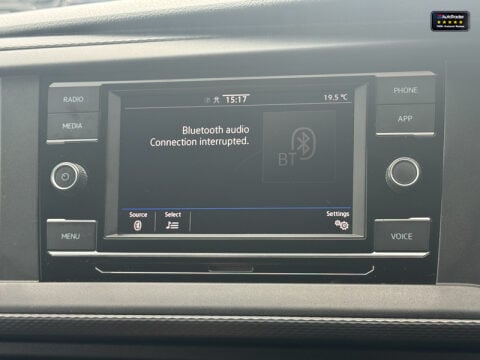 AutoTrader
RADIO
MEDIA
MENU
15:17
19.5 °C
Bluetooth audio
Connection interrupted.
BT
Source
Select
Settings
PHONE
APP
VOICE